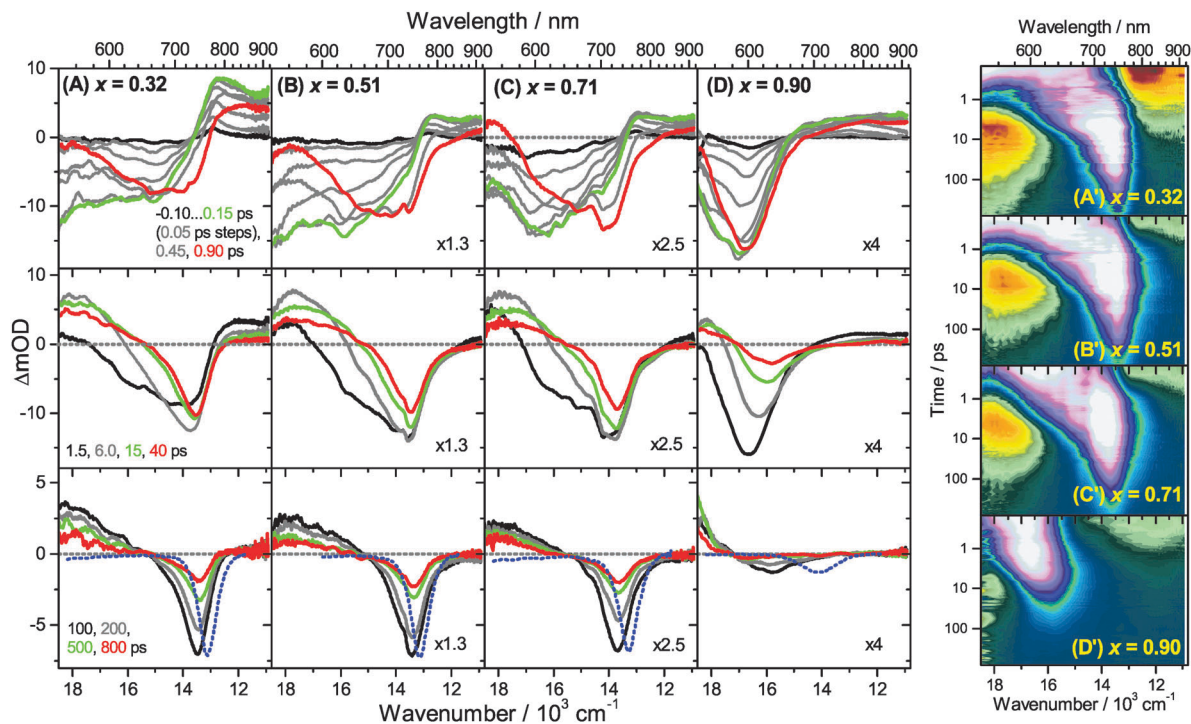 Wavelength / nm
Wavelength / nm
600 700 800 900
600 700 800 900
600 700 800 900
600 700 800 900
600 700 800 900
10
0
-10
(A) x = 0.32
(B) x = 0.51
(C) x = 0.71
(D) x = 0.90
-0.10...0.15 ps
(0.05 ps steps),
0.45, 0.90 ps
x1.3
x2.5
x4
10
0
-10
ΔmOD
1.5, 6.0, 15, 40 ps
x1.3
x2.5
x4
5
0
-5
100, 200,
500, 800 ps
x1.3
x2.5
x4
18 16 14 12
18 16 14 12
18 16 14 12
18 16 14 12
Wavenumber / 10³ cm⁻¹
Time / ps
1
10
100
(A') x = 0.32
1
10
100
(B') x = 0.51
1
10
100
(C') x = 0.71
1
10
100
(D') x = 0.90
18 16 14 12
Wavenumber / 10³ cm⁻¹